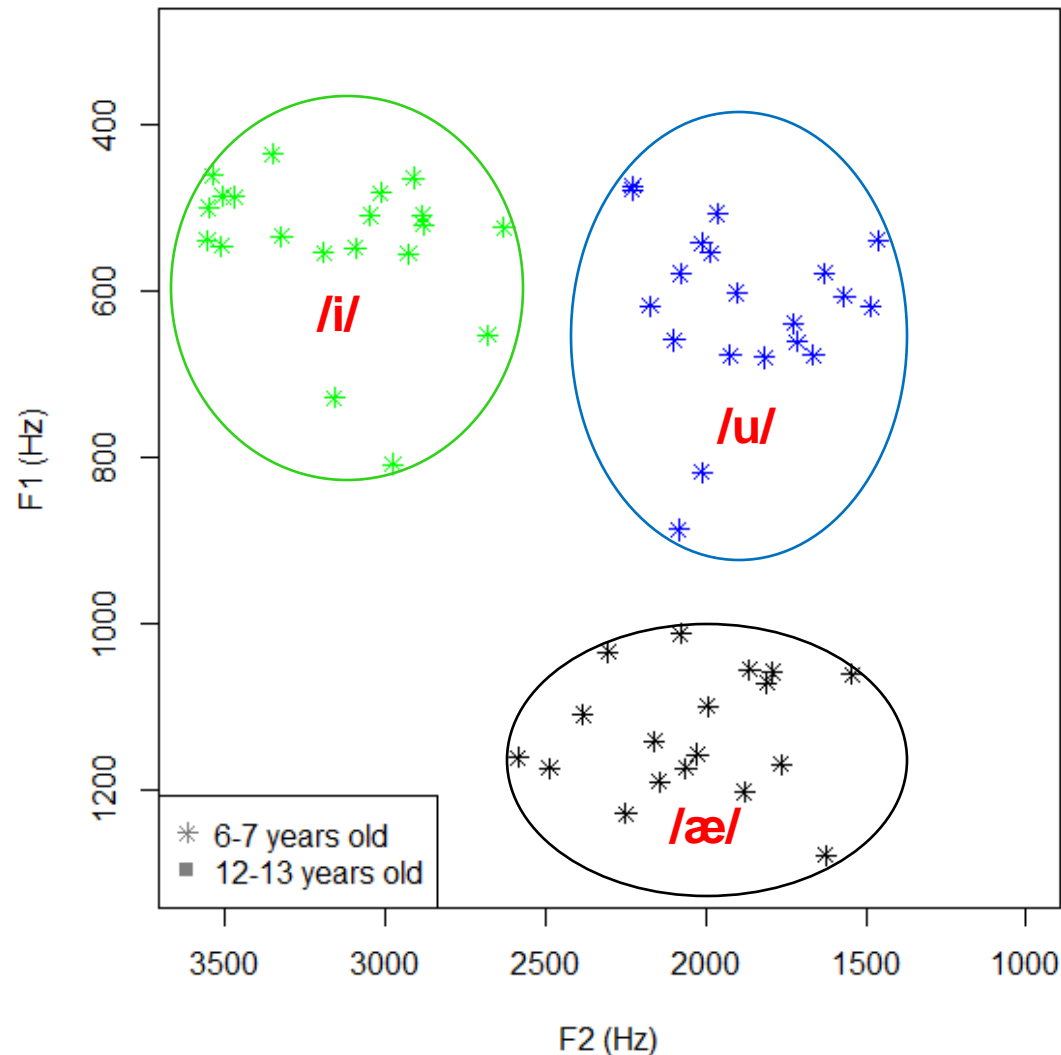 400
600
800
1000
1200
F1 (Hz)
/i/
/u/
/æ/
6-7 years old
12-13 years old
3500 3000 2500 2000 1500 1000
F2 (Hz)